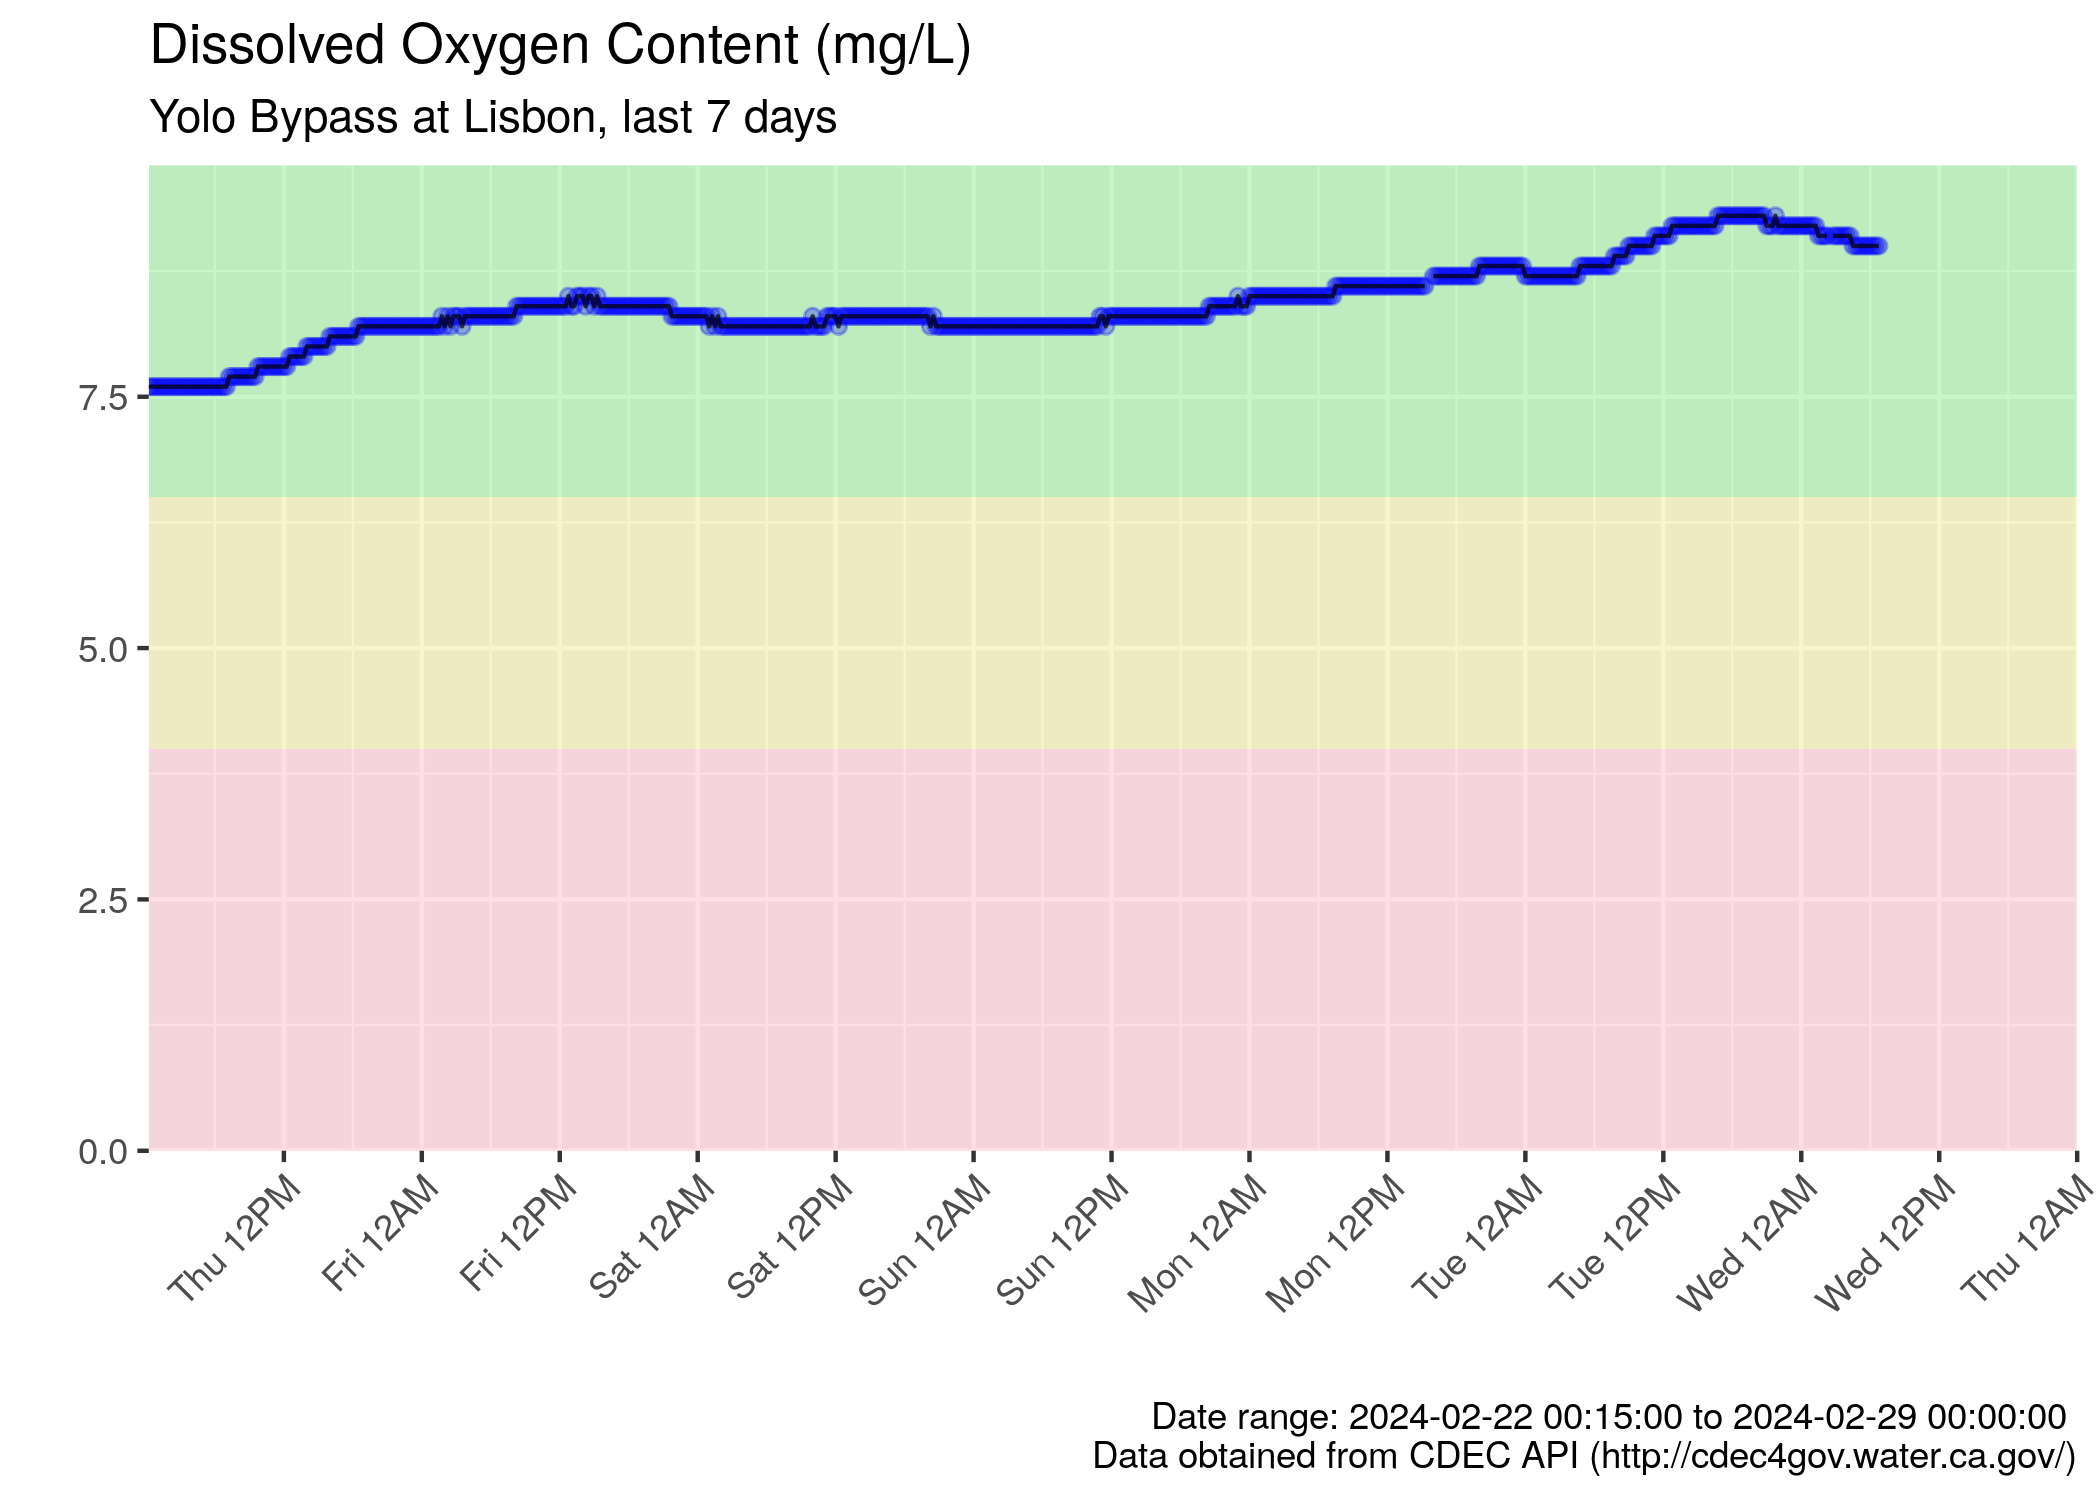 Dissolved Oxygen Content (mg/L)
Yolo Bypass at Lisbon, last 7 days
7.5
5.0
2.5
0.0
Thu 12PM
Fri 12AM
Fri 12PM
Sat 12AM
Sat 12PM
Sun 12AM
Sun 12PM
Mon 12AM
Mon 12PM
Tue 12AM
Tue 12PM
Wed 12AM
Wed 12PM
Thu 12AM
Date range: 2024-02-22 00:15:00 to 2024-02-29 00:00:00
Data obtained from CDEC API (http://cdec4gov.water.ca.gov/)